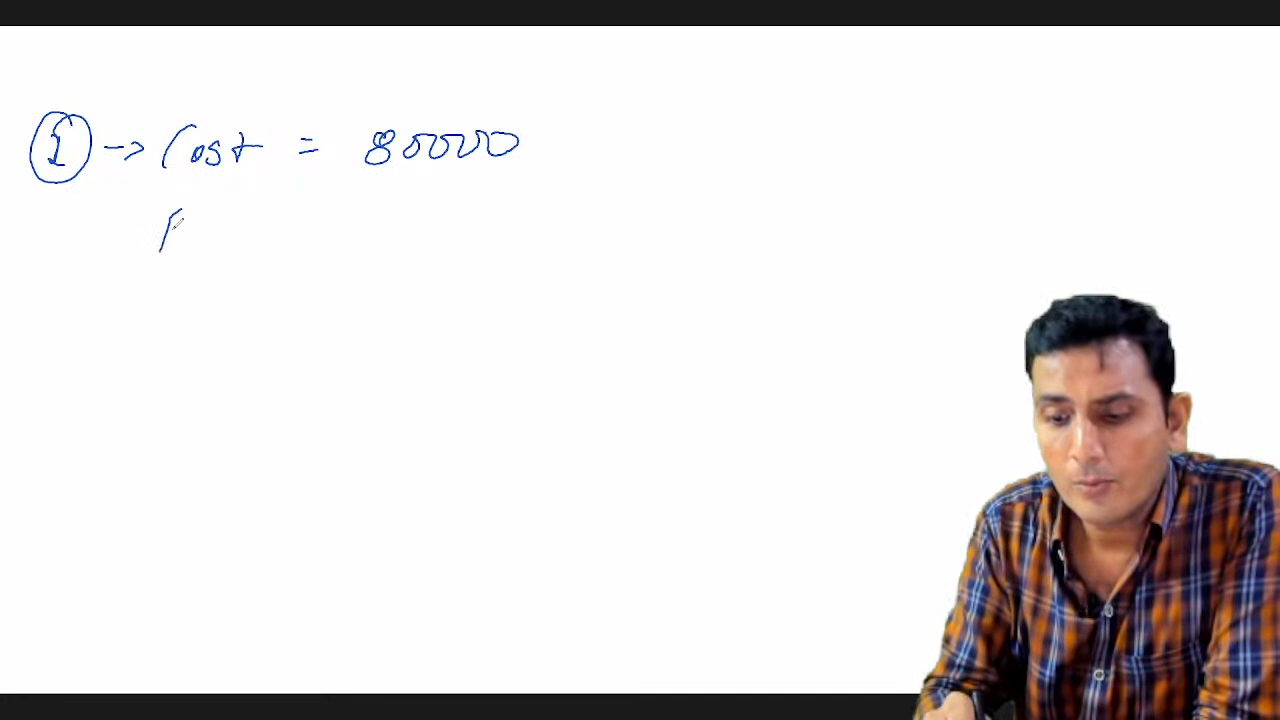 ① → Cost = 80000